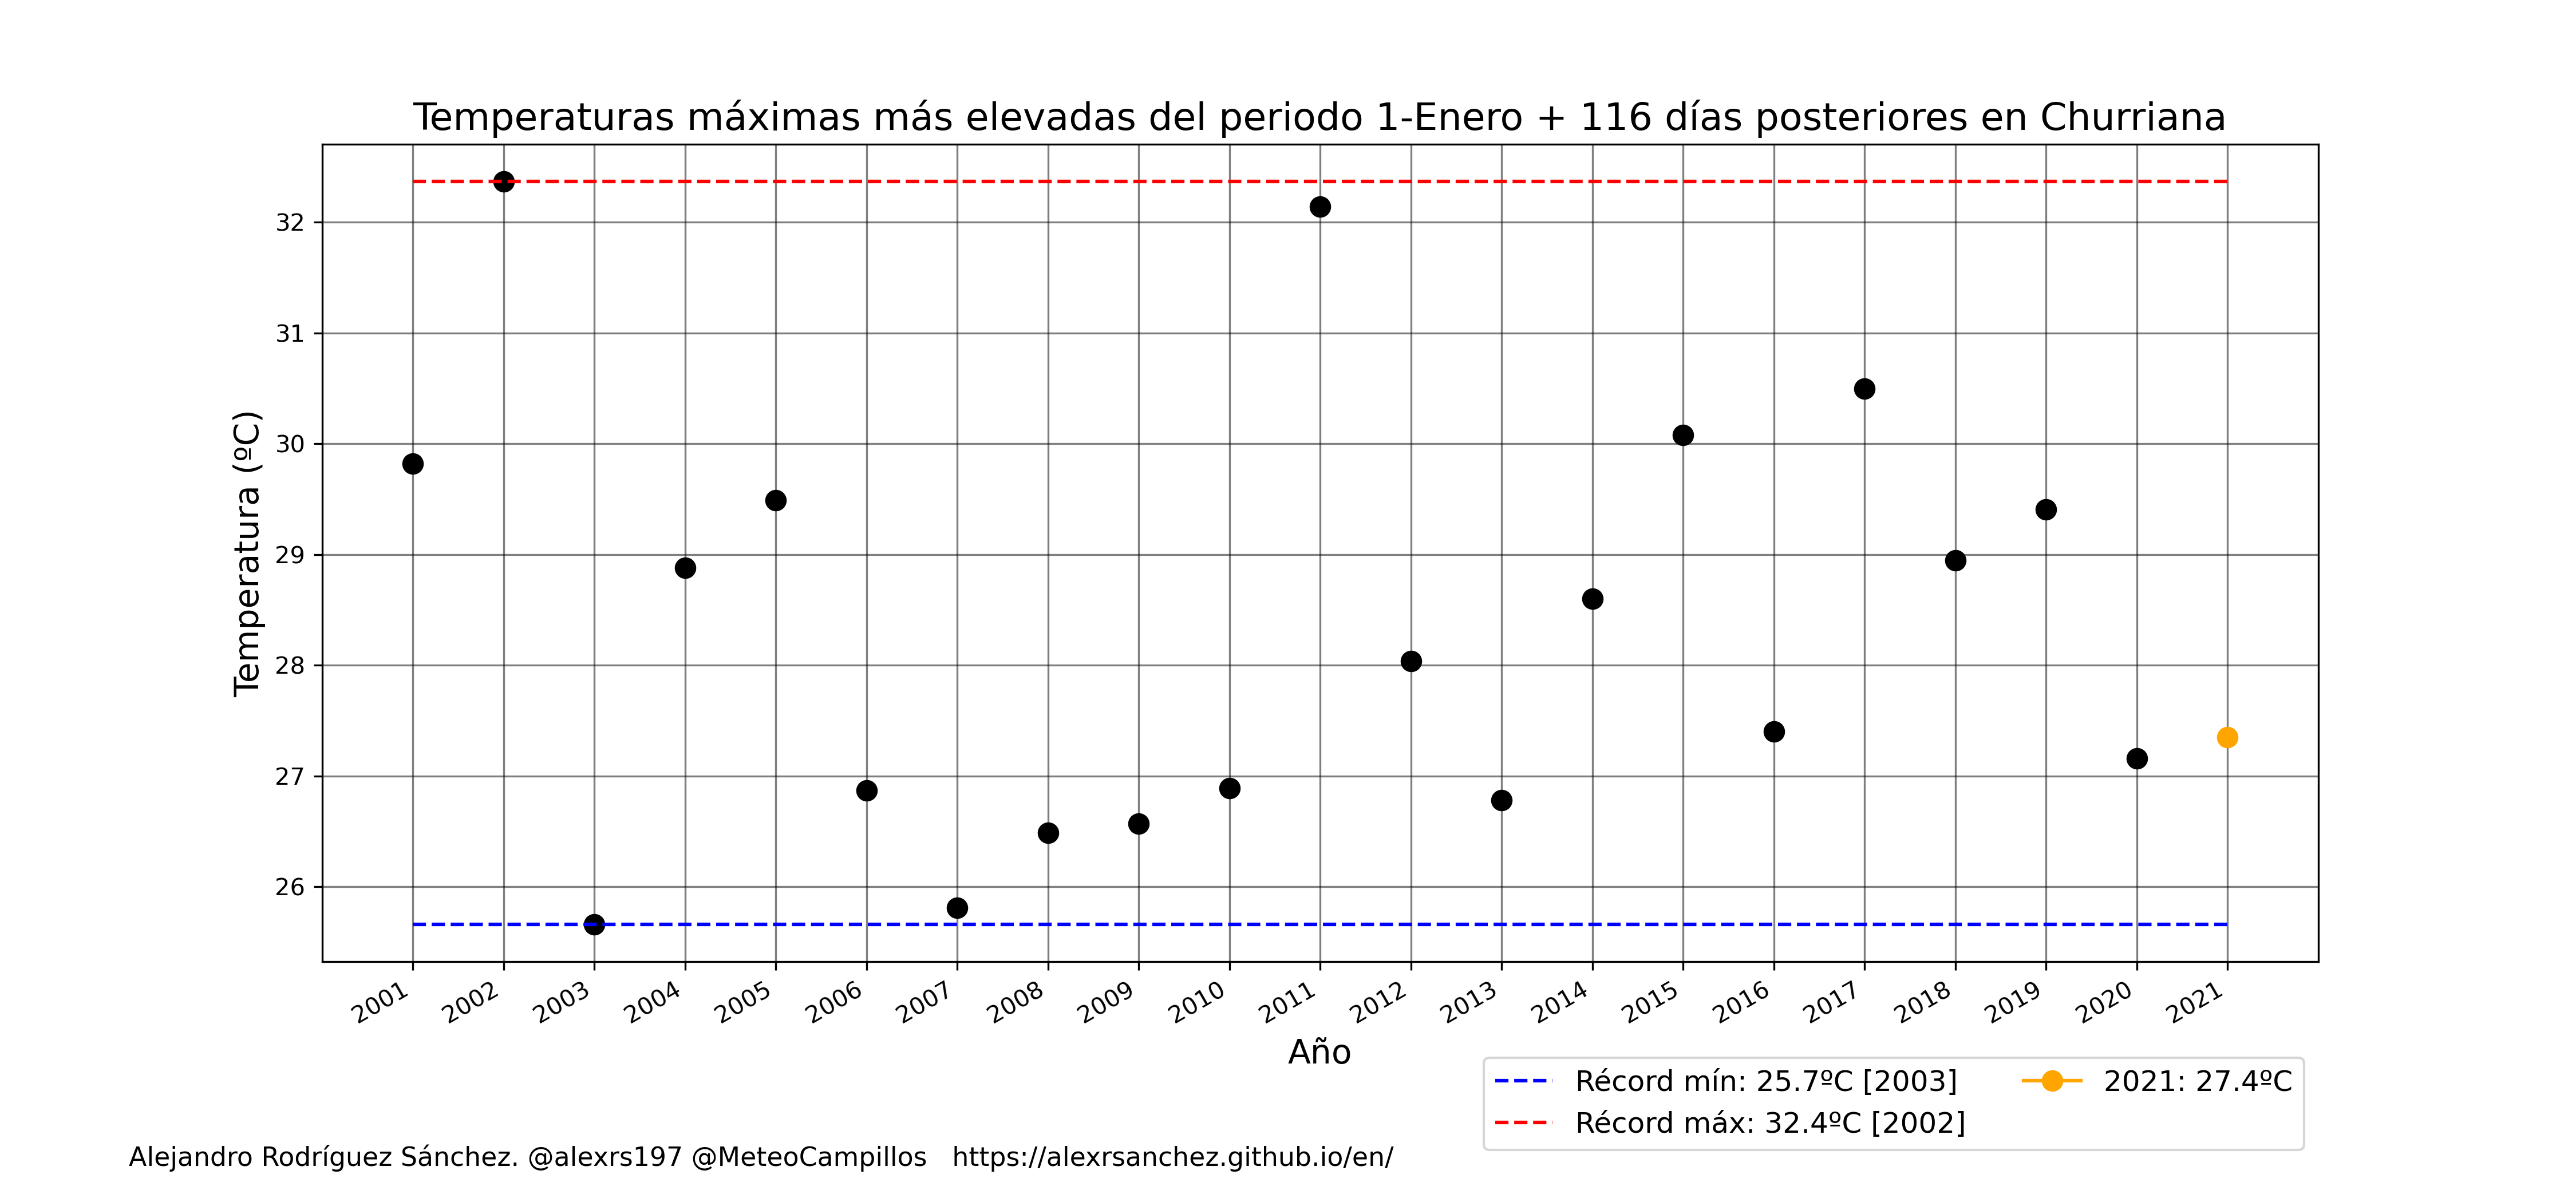 Temperaturas máximas más elevadas del periodo 1-Enero + 116 días posteriores en Churriana
Temperatura (ºC)
32
31
30
29
28
27
26
2001 2002 2003 2004 2005 2006 2007 2008 2009 2010 2011 2012 2013 2014 2015 2016 2017 2018 2019 2020 2021
Año
Récord mín: 25.7ºC [2003]
Récord máx: 32.4ºC [2002]
2021: 27.4ºC
Alejandro Rodríguez Sánchez. @alexrs197 @MeteoCampillos https://alexrsanchez.github.io/en/